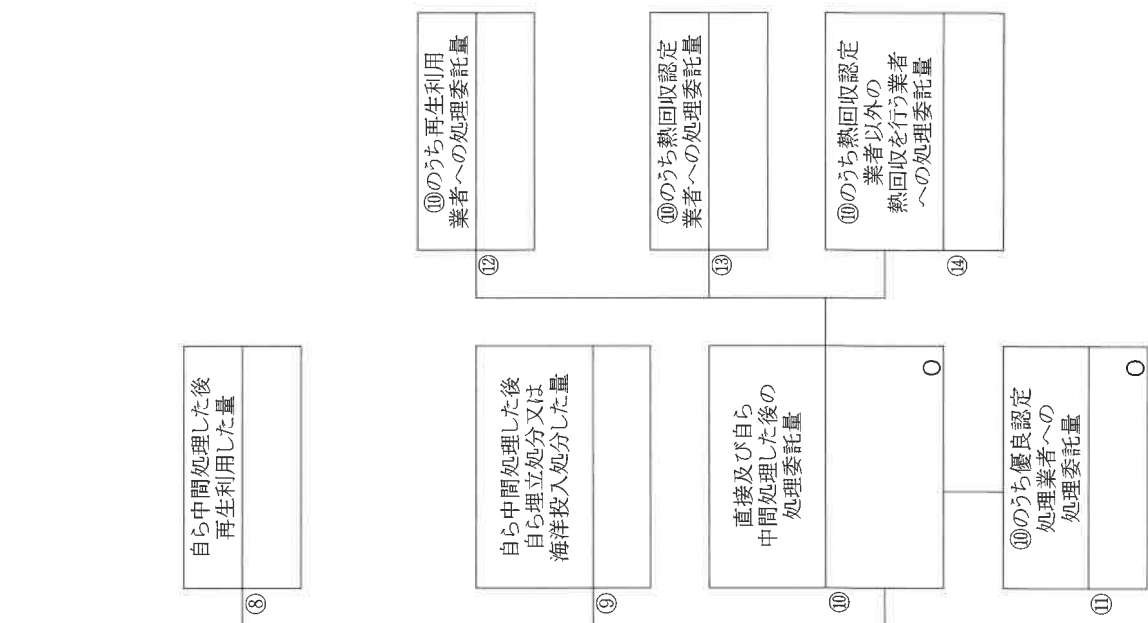 自ら中間処理した後
再生利用した量
⑧
自ら中間処理した後
自ら埋立処分又は
海洋投入処分した量
⑨
直接及び自ら
中間処理した後の
処理委託量
⑩
0
⑩のうち優良認定
処理業者への
処理委託量
⑪
0
⑩のうち再生利用
業者への処理委託量
⑫
⑩のうち熱回収認定
業者への処理委託量
⑬
⑩のうち熱回収認定
業者以外の
熱回収を行う業者
への処理委託量
⑭